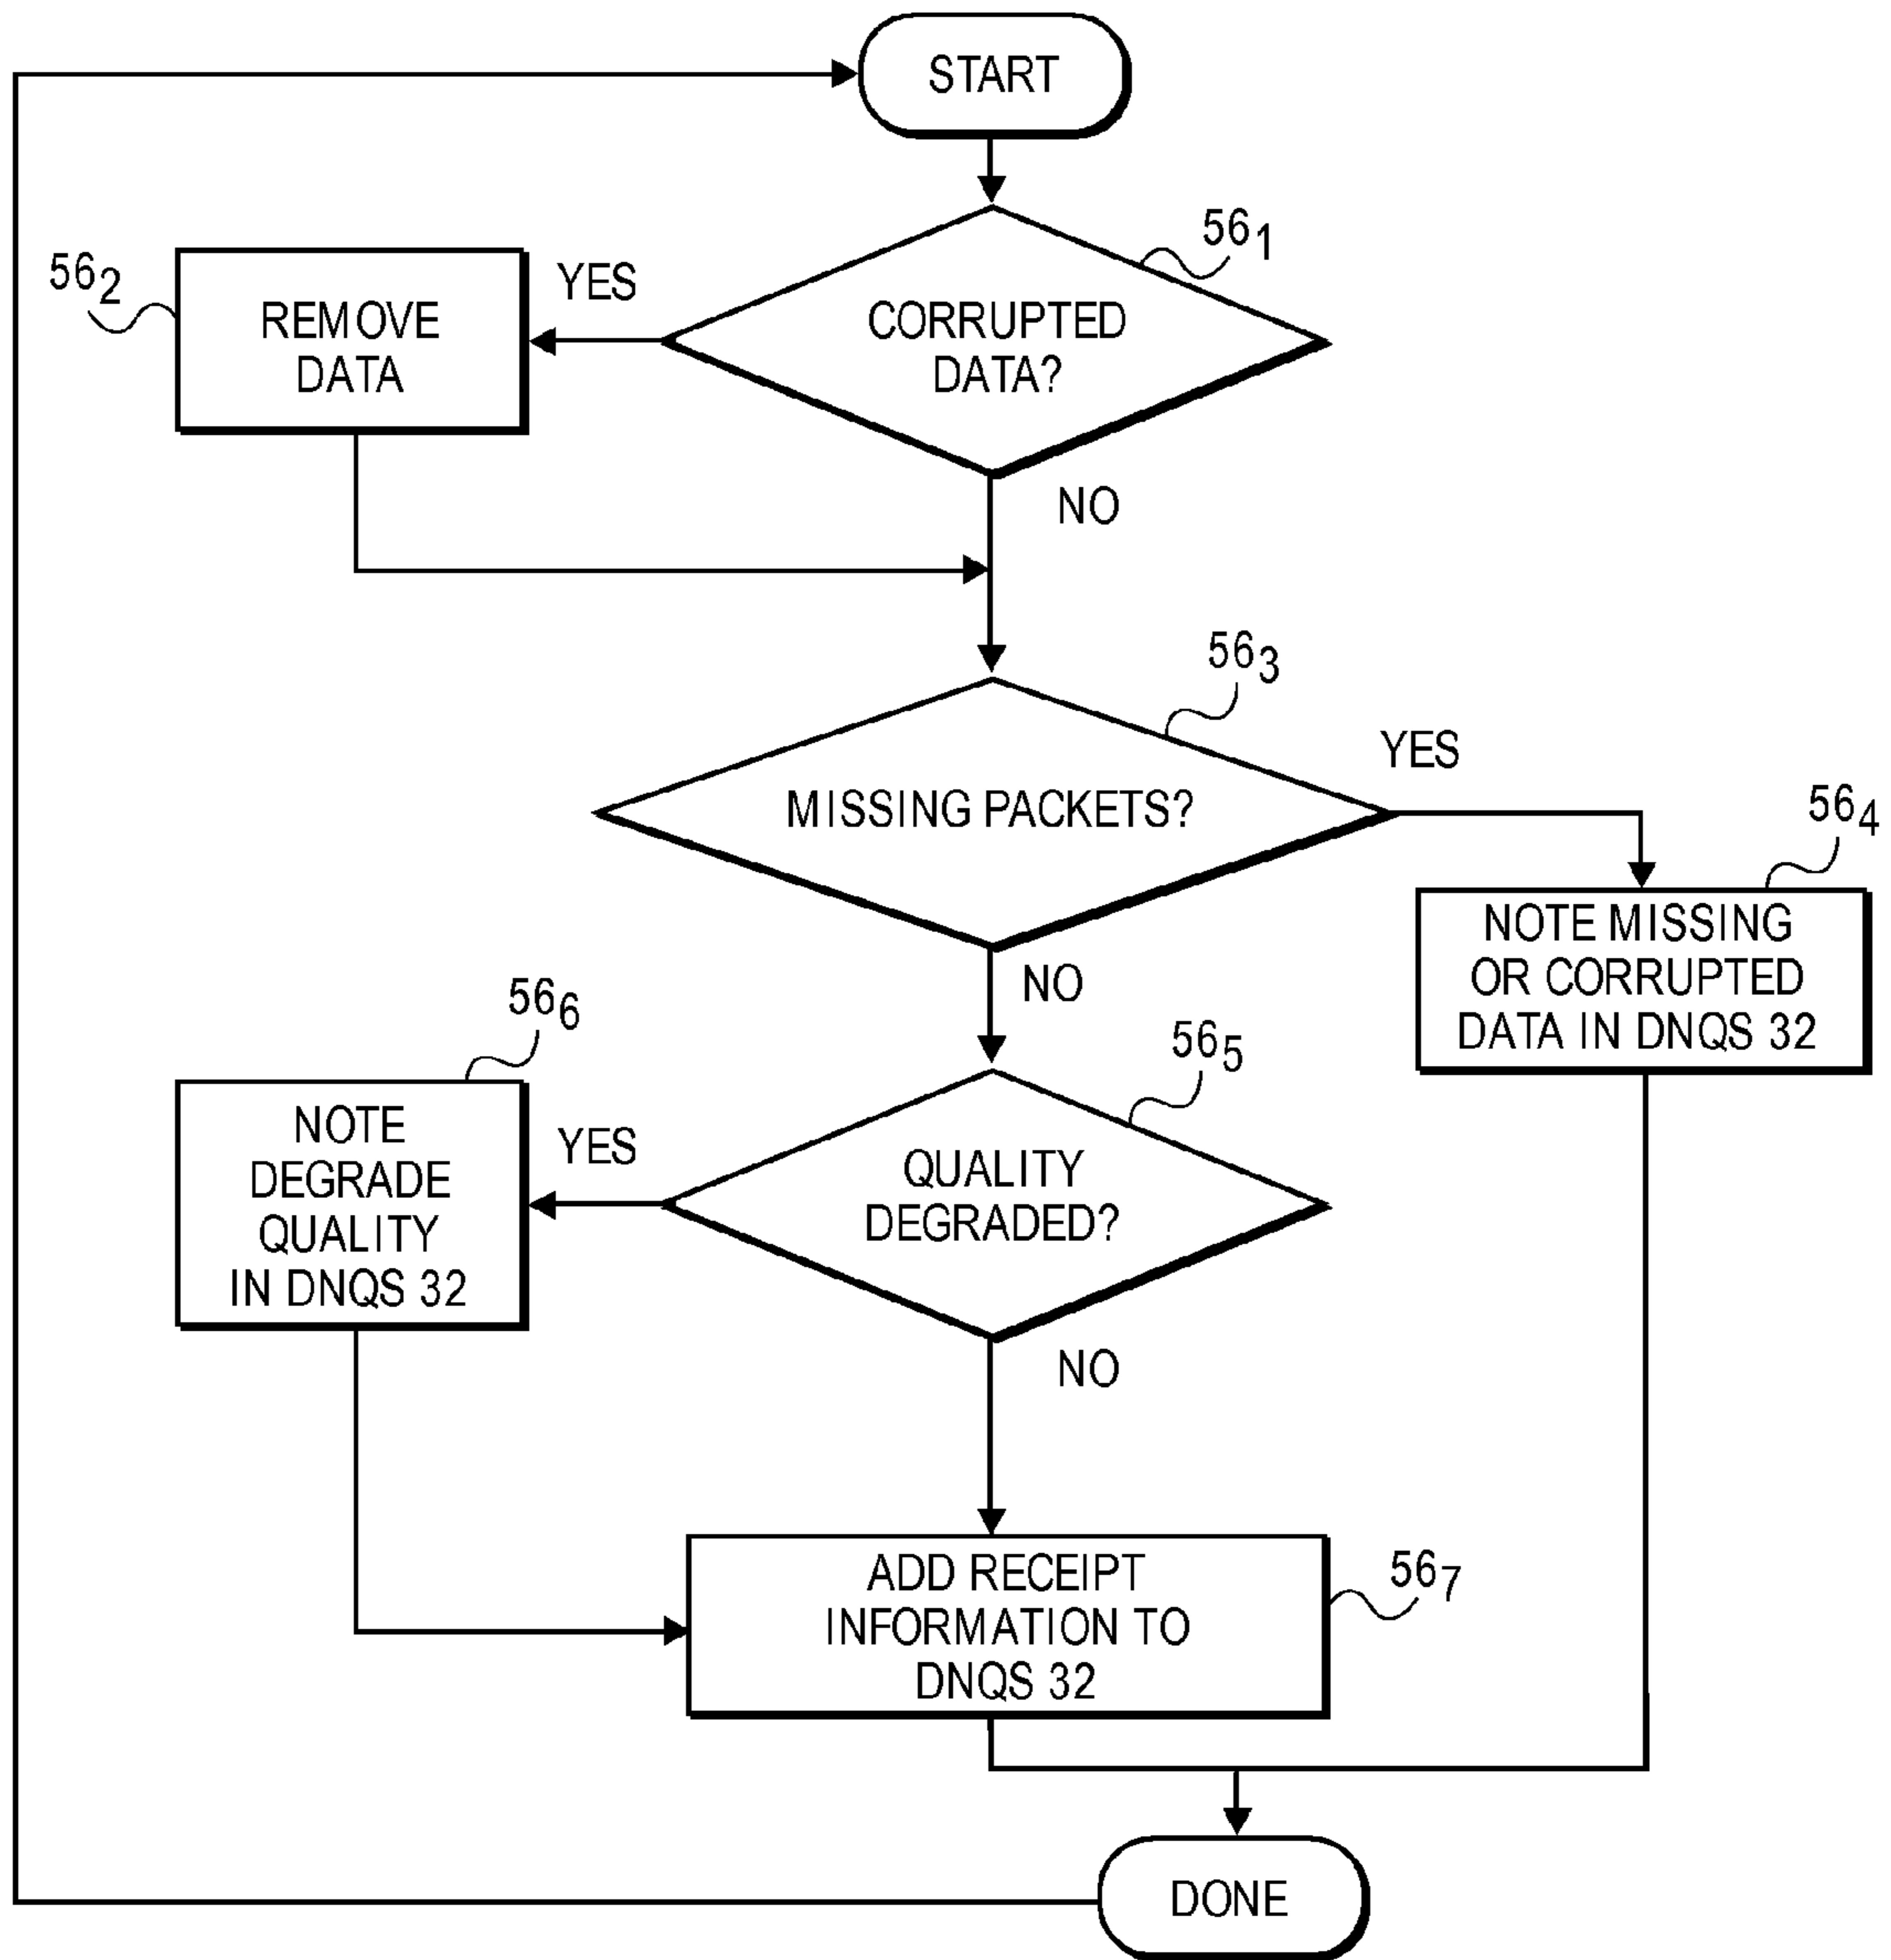 START
56₁
CORRUPTED
DATA?
YES
56₂
REMOVE
DATA
NO
56₃
MISSING PACKETS?
YES
56₄
NOTE MISSING
OR CORRUPTED
DATA IN DNQS 32
NO
56₅
QUALITY
DEGRADED?
YES
56₆
NOTE
DEGRADE
QUALITY
IN DNQS 32
NO
ADD RECEIPT
INFORMATION TO
DNQS 32
56₇
DONE